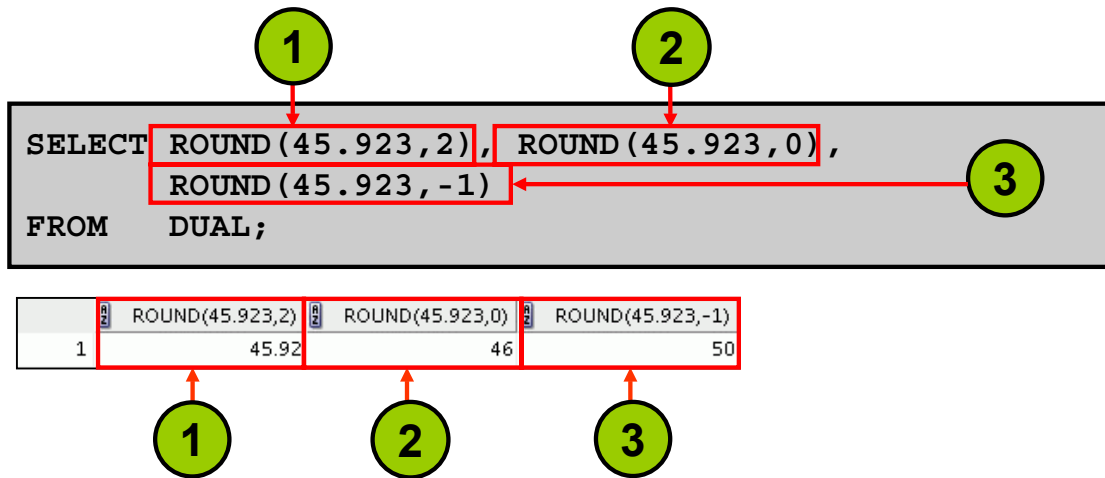 1 2
SELECT ROUND(45.923,2), ROUND(45.923,0),
ROUND(45.923,-1) 3
FROM DUAL;
ROUND(45.923,2) ROUND(45.923,0) ROUND(45.923,-1)
1 45.92 46 50
1 2 3